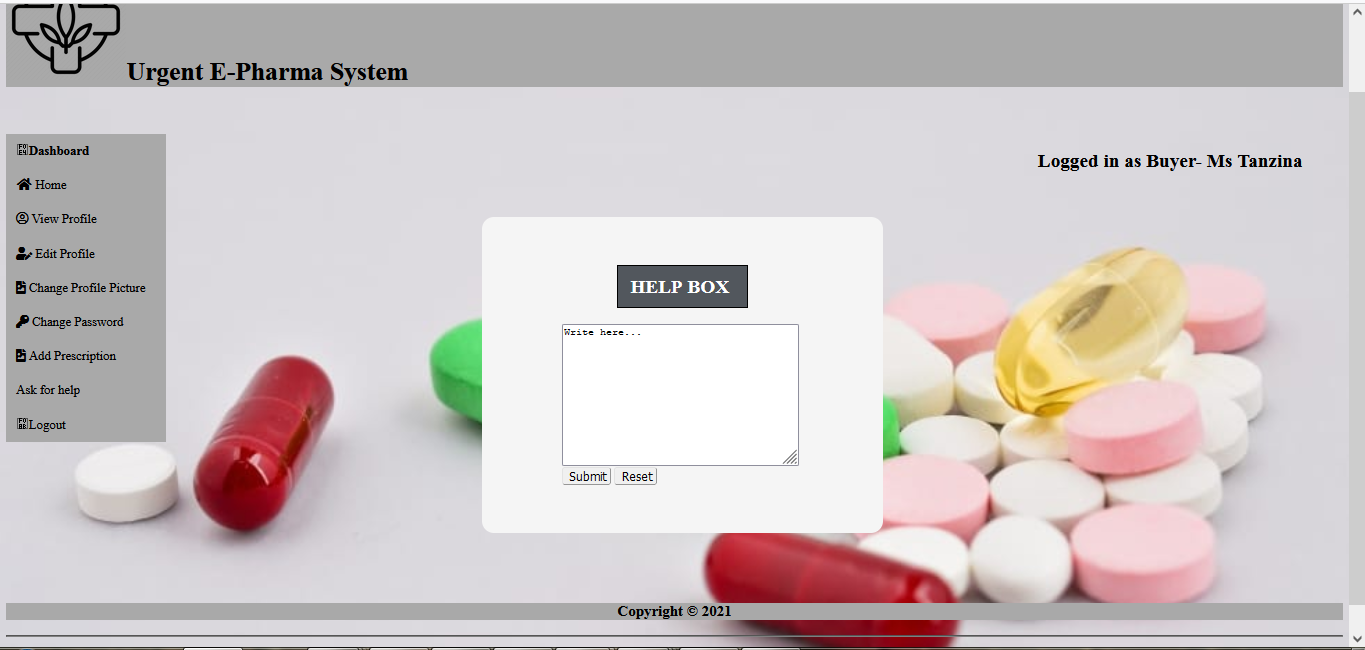 Urgent E-Pharma System
Dashboard
Home
View Profile
Edit Profile
Change Profile Picture
Change Password
Add Prescription
Ask for help
Logout
Logged in as Buyer- Ms Tanzina
HELP BOX
Write here...
Submit Reset
Copyright © 2021